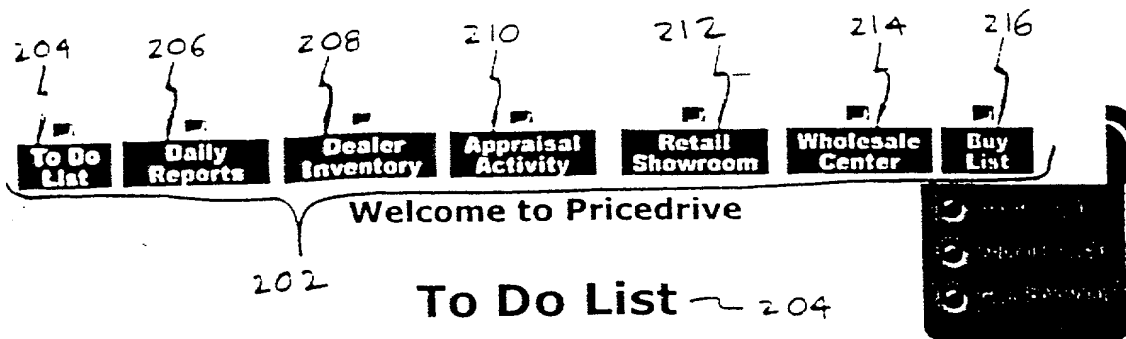 204 206 208 210 212 214 216
To Do List
Daily Reports
Dealer Inventory
Appraisal Activity
Retail Showroom
Wholesale Center
Buy List
Welcome to Pricedrive
202
To Do List 204